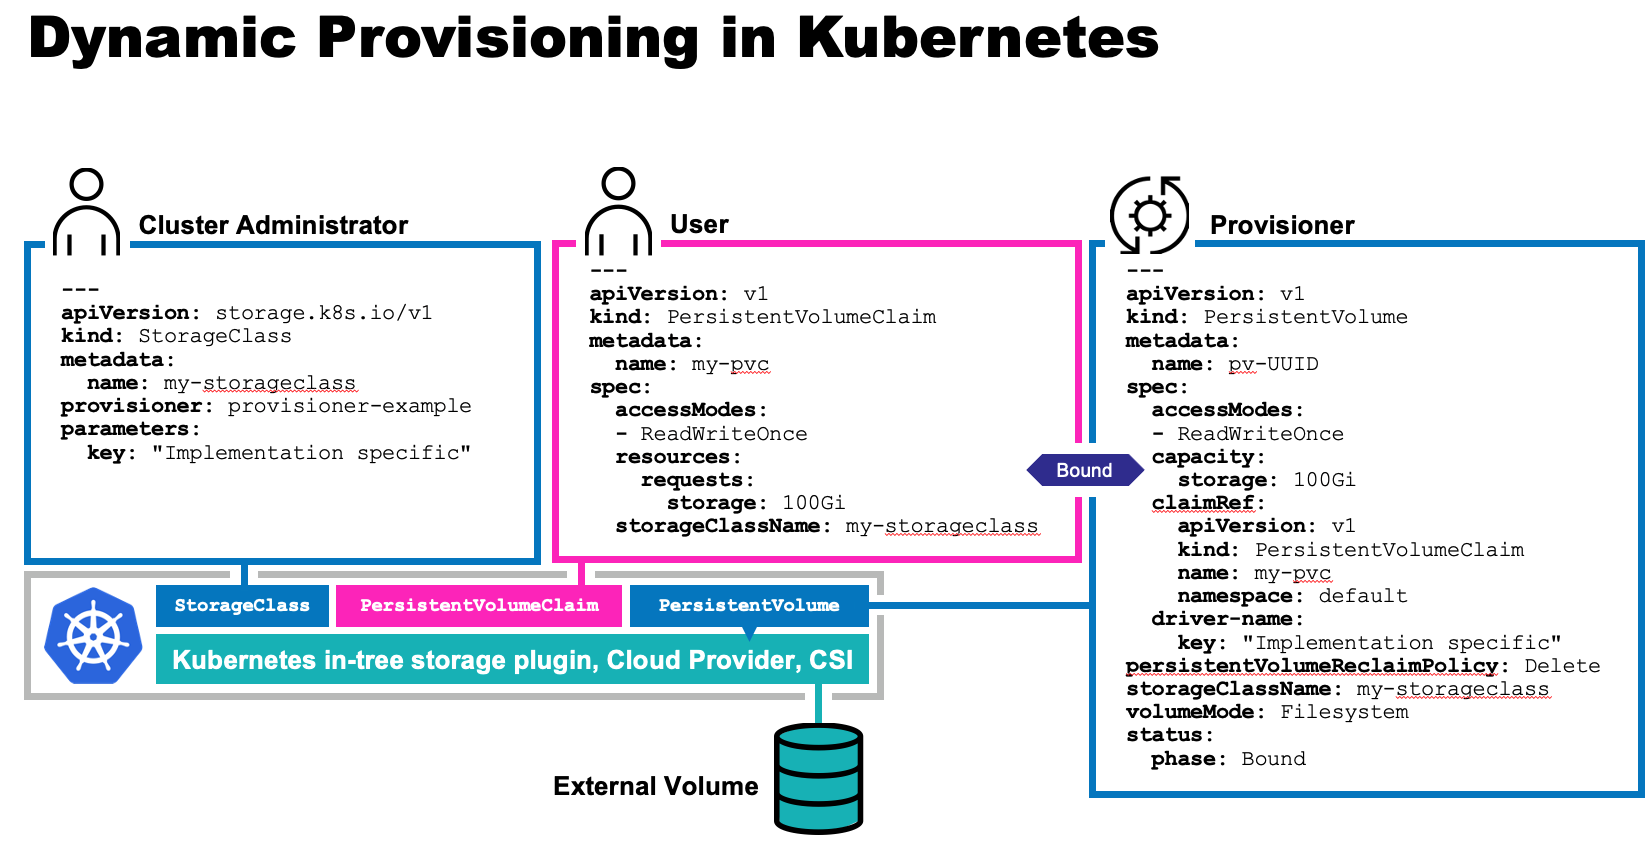 Dynamic Provisioning in Kubernetes
Cluster Administrator
---
apiVersion: storage.k8s.io/v1
kind: StorageClass
metadata:
  name: my-storageclass
provisioner: provisioner-example
parameters:
  key: "Implementation specific"
User
---
apiVersion: v1
kind: PersistentVolumeClaim
metadata:
  name: my-pvc
spec:
  accessModes:
  - ReadWriteOnce
  resources:
    requests:
      storage: 100Gi
  storageClassName: my-storageclass
Bound
Provisioner
---
apiVersion: v1
kind: PersistentVolume
metadata:
  name: pv-UUID
spec:
  accessModes:
  - ReadWriteOnce
  capacity:
    storage: 100Gi
  claimRef:
    apiVersion: v1
    kind: PersistentVolumeClaim
    name: my-pvc
    namespace: default
  driver-name:
    key: "Implementation specific"
persistentVolumeReclaimPolicy: Delete
storageClassName: my-storageclass
volumeMode: Filesystem
status:
  phase: Bound
StorageClass
PersistentVolumeClaim
PersistentVolume
Kubernetes in-tree storage plugin, Cloud Provider, CSI
External Volume